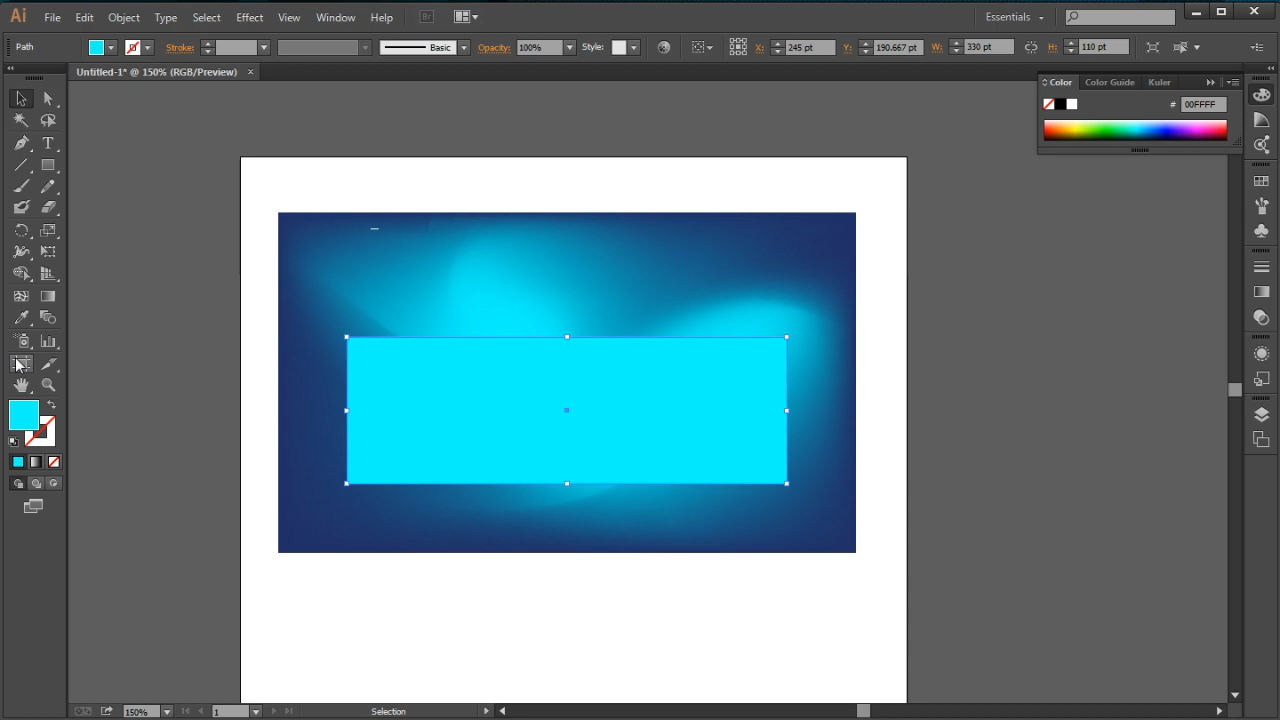 Ai File Edit Object Type Select Effect View Window Help Br Essentials
Path Stroke: Basic Opacity: 100% Style: X: 245 pt Y: 190.667 pt W: 330 pt H: 110 pt
Untitled-1* @ 150% (RGB/Preview) ×
Color Color Guide Kuler
# 00FFFF
T
150% 1 Selection